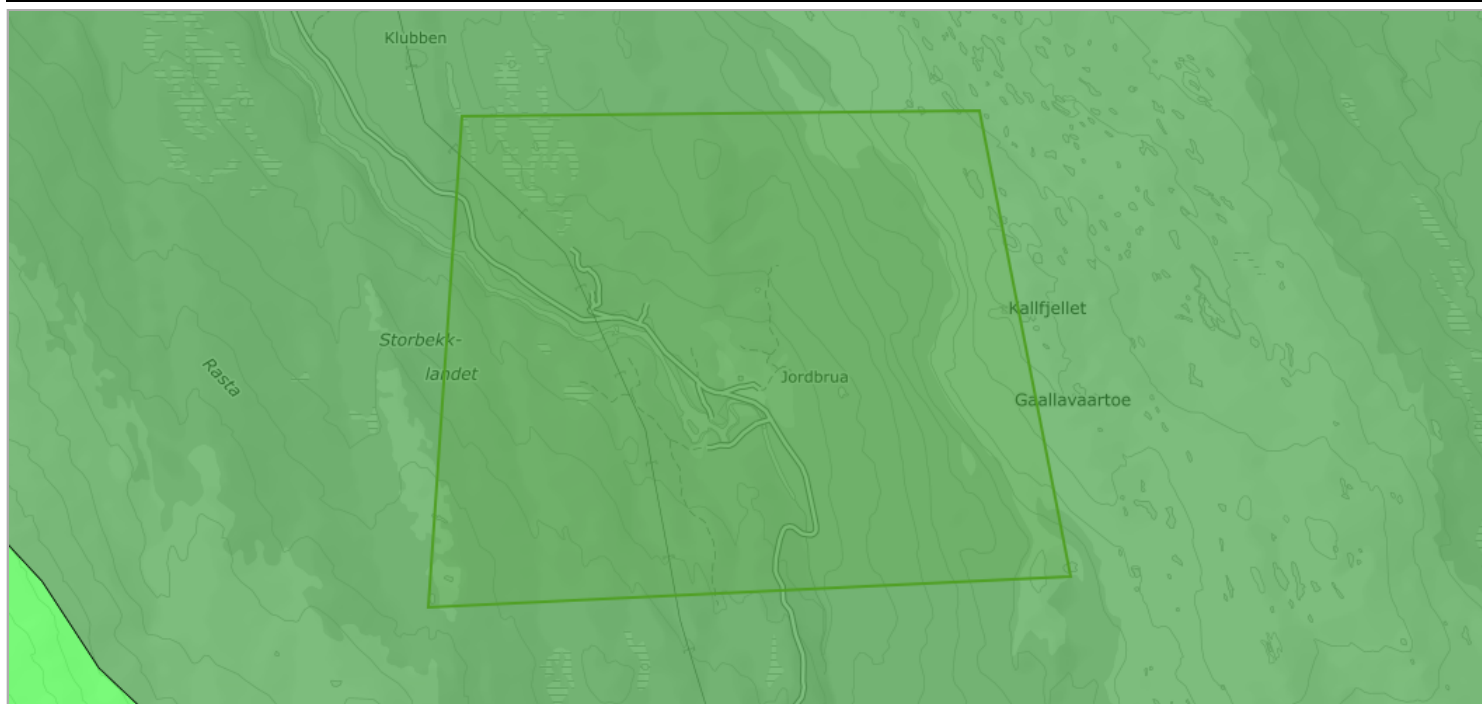 Klubben
Kallfjellet
Storbekk-
landet
Rasta
Jordbrua
Gaallavaartoe